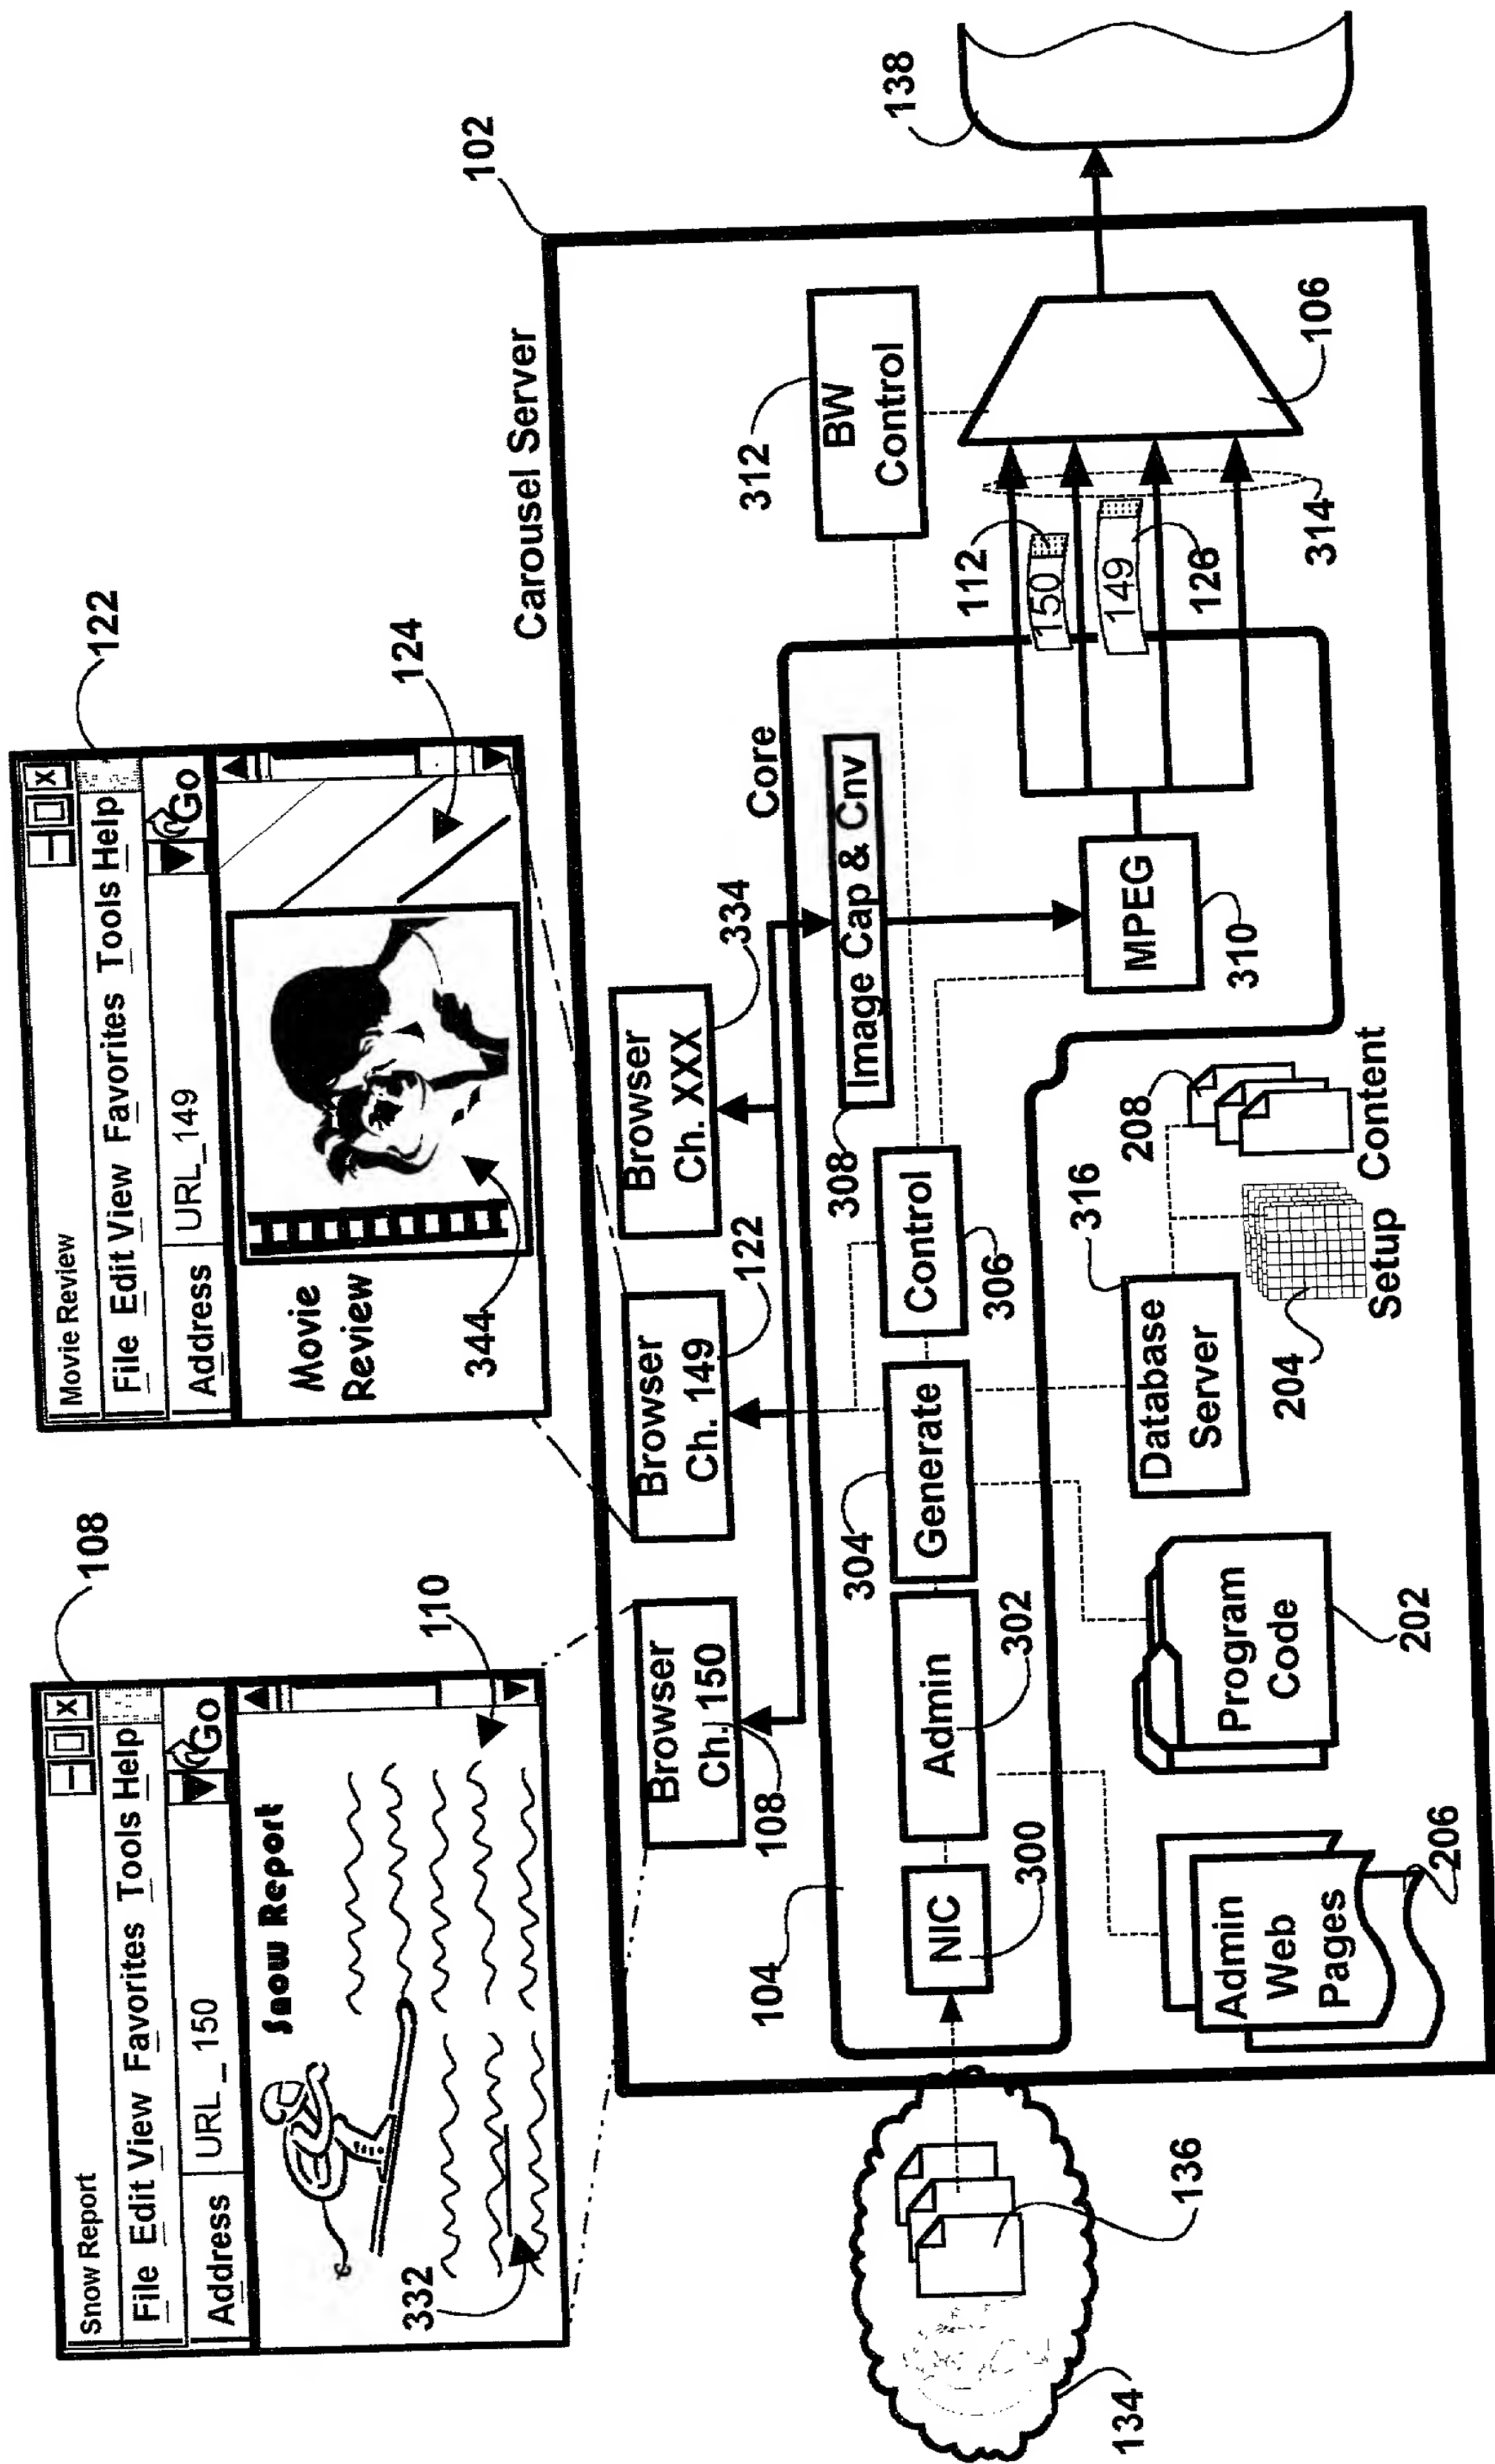 Snow Report
File Edit View Favorites Tools Help
Address URL_150 Go
Snow Report
332
110
108
Movie Review
File Edit View Favorites Tools Help
Address URL_149 Go
Movie
Review
344
124
122
Carousel Server
102
Browser
Ch. 150
108
Browser
Ch. 149
122
Browser
Ch. XXX
334
Core
104
NIC
300
Admin
302
Generate
304
Control
306
Image Cap & Cnv
308
MPEG
310
BW
Control
312
112
150
149
126
314
106
138
134
136
Admin
Web
Pages
206
Program
Code
202
Database
Server
316
204
Setup
208
Content